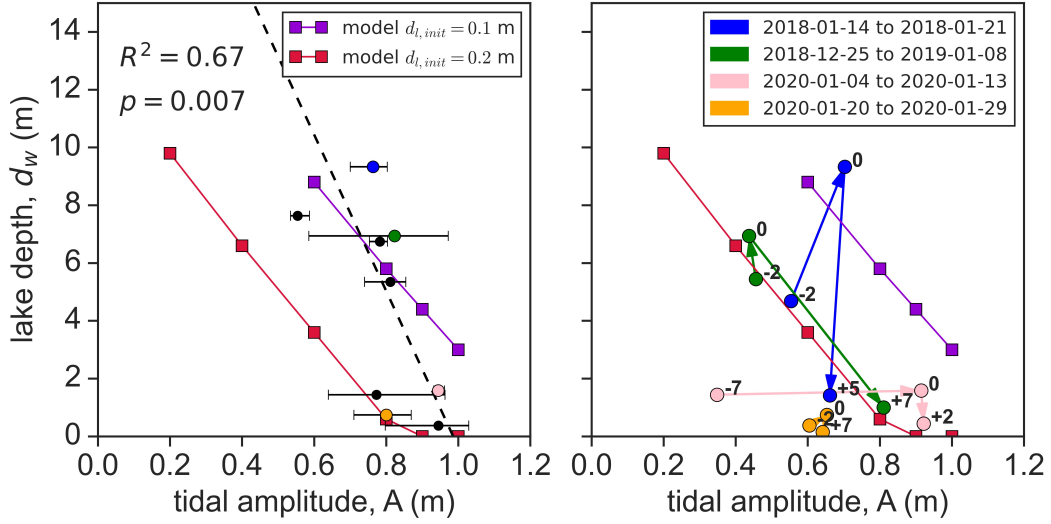 model d_{l,init} = 0.1 m
model d_{l,init} = 0.2 m
R² = 0.67
p = 0.007
14
12
10
8
6
4
2
0
lake depth, d_w (m)
0.0 0.2 0.4 0.6 0.8 1.0 1.2
tidal amplitude, A (m)
2018-01-14 to 2018-01-21
2018-12-25 to 2019-01-08
2020-01-04 to 2020-01-13
2020-01-20 to 2020-01-29
0
0
-2
-2
-7
+5
0
+7
0
+2
-2
+7
0.0 0.2 0.4 0.6 0.8 1.0 1.2
tidal amplitude, A (m)